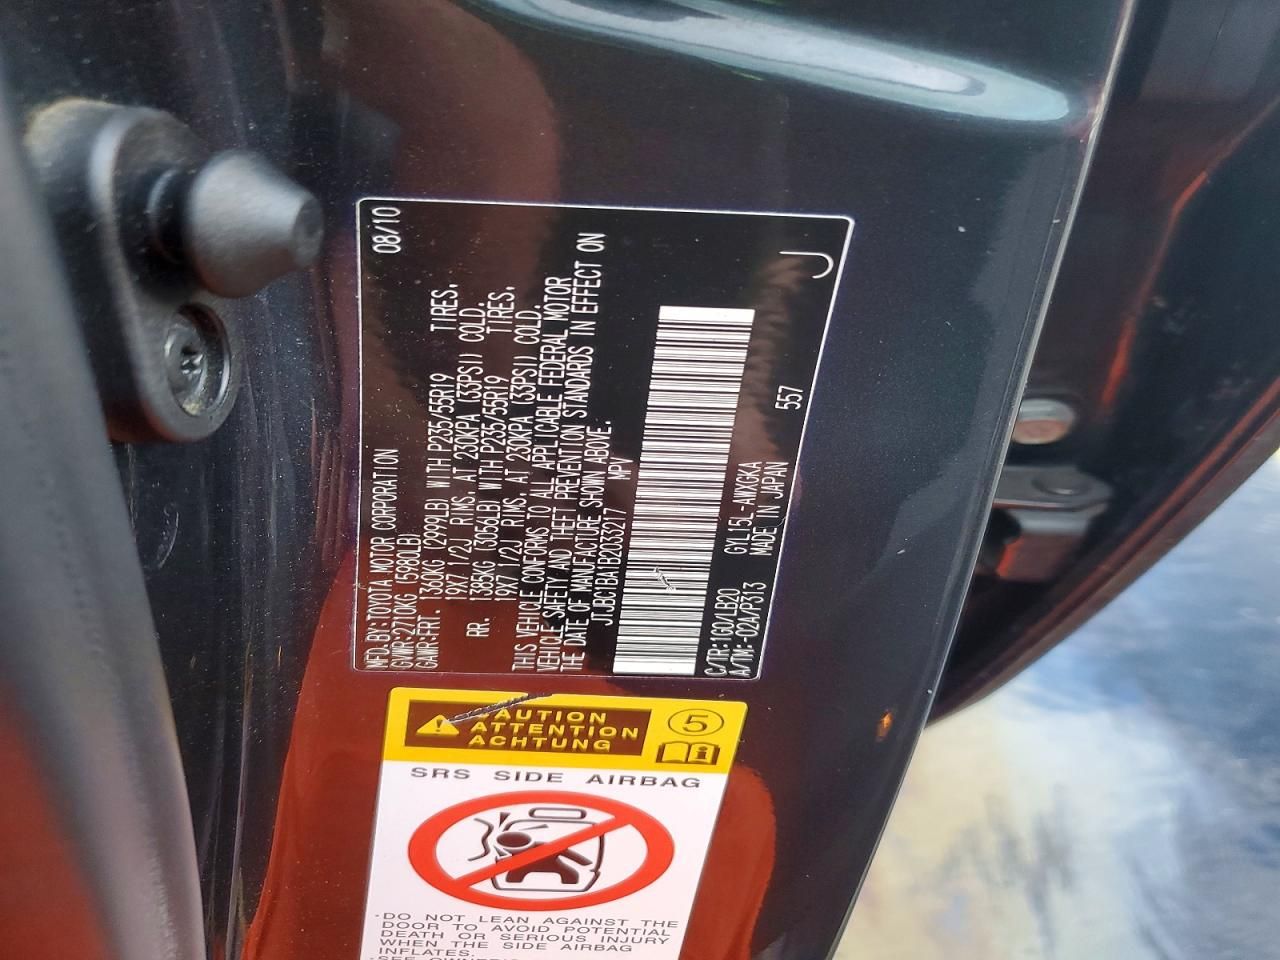 MFD.BY:TOYOTA MOTOR CORPORATION 08/10
GVWR:2710KG (5980LB)
GAWR:FRT. 1360KG (2999LB) WITH P235/55R19 TIRES,
19X7 1/2J RIMS, AT 230KPA (33PSI) COLD.
RR. 1385KG (3056LB) WITH P235/55R19 TIRES,
19X7 1/2J RIMS, AT 230KPA (33PSI) COLD.
THIS VEHICLE CONFORMS TO ALL APPLICABLE FEDERAL MOTOR
VEHICLE SAFETY AND THEFT PREVENTION STANDARDS IN EFFECT ON
THE DATE OF MANUFACTURE SHOWN ABOVE.
JTJBC1BA1B2033217 MPV
C/TR:1G0/LB20 GYL15L-AWXGKA
A/TM:-02A/P313 MADE IN JAPAN 557 J
CAUTION
ATTENTION
ACHTUNG
5
i
SRS SIDE AIRBAG
·DO NOT LEAN AGAINST THE
DOOR TO AVOID POTENTIAL
DEATH OR SERIOUS INJURY
WHEN THE SIDE AIRBAG
INFLATES.